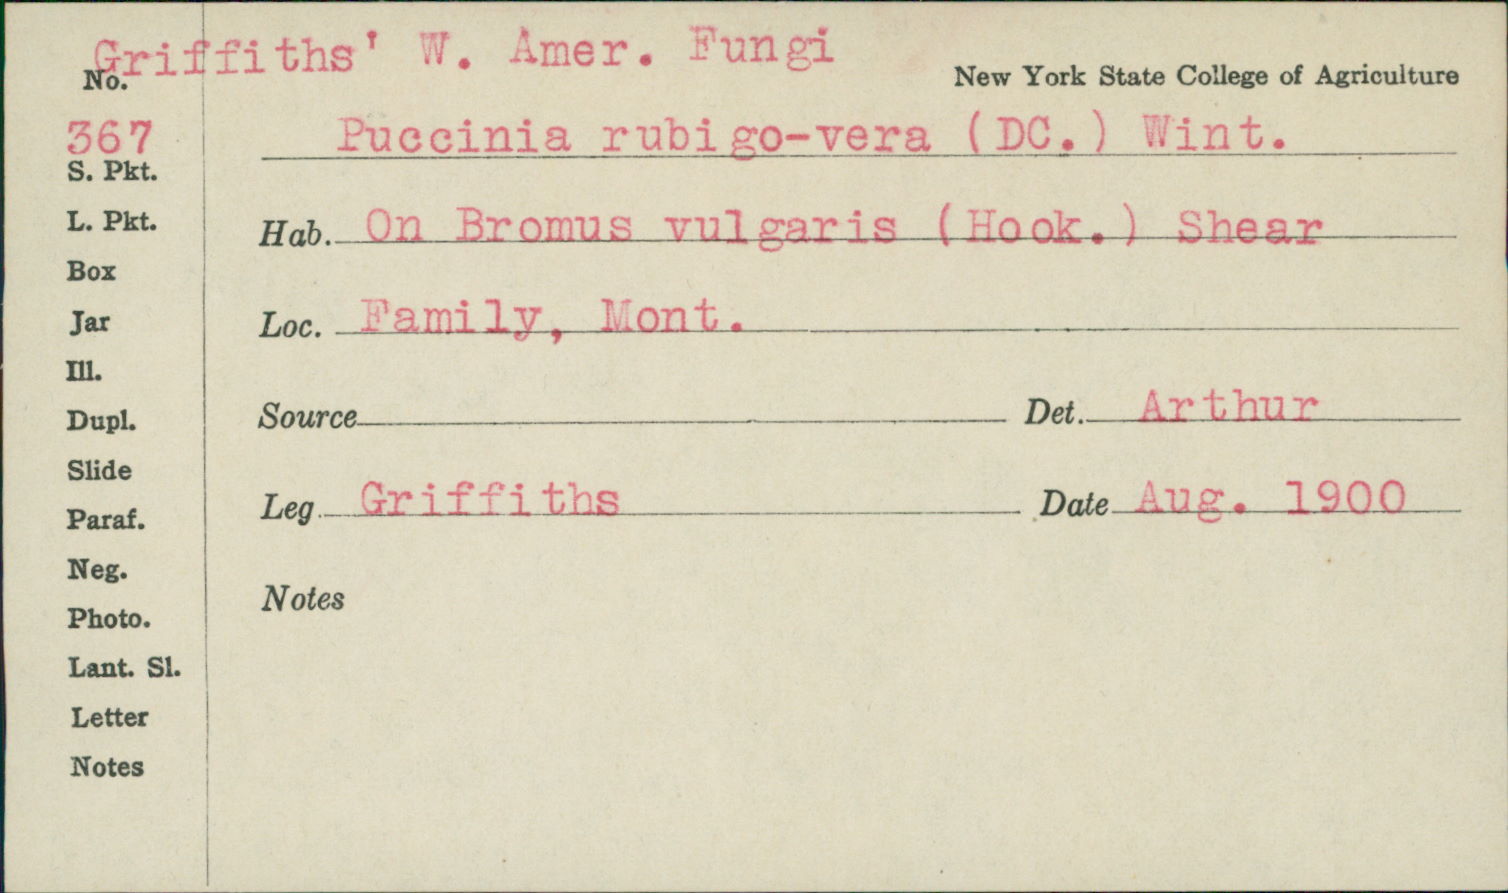 Griffiths' W. Amer. Fungi
No.
New York State College of Agriculture
367
Puccinia rubigo-vera (DC.) Wint.
S. Pkt.
L. Pkt.
Hab. On Bromus vulgaris (Hook.) Shear
Box
Jar
Loc. Family, Mont.
Ill.
Dupl.
Source
Det. Arthur
Slide
Paraf.
Leg Griffiths
Date Aug. 1900
Neg.
Notes
Photo.
Lant. Sl.
Letter
Notes